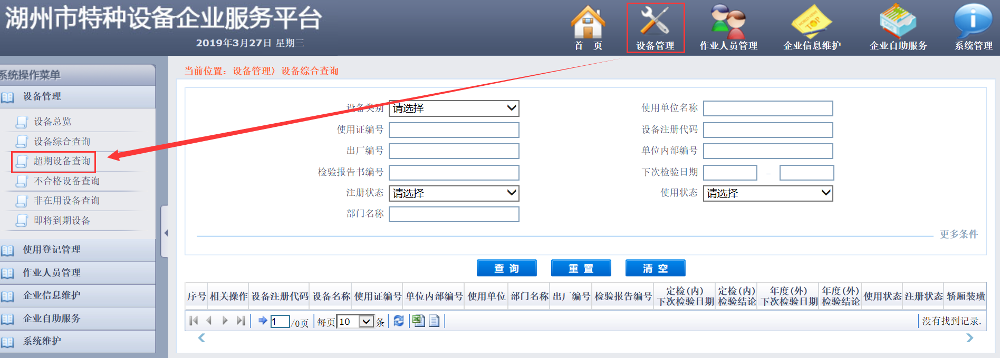 湖州市特种设备企业服务平台
2019年3月27日 星期三
首 页
设备管理
作业人员管理
企业信息维护
企业自助服务
系统管理
系统操作菜单
设备管理
设备总览
设备综合查询
超期设备查询
不合格设备查询
非在用设备查询
即将到期设备
使用登记管理
作业人员管理
企业信息维护
企业自助服务
系统维护
当前位置：设备管理〉设备综合查询
设备类别 请选择 使用单位名称
使用证编号 设备注册代码
出厂编号 单位内部编号
检验报告书编号 下次检验日期 –
注册状态 请选择 使用状态 请选择
部门名称
更多条件
查 询 重 置 清 空
序号 相关操作 设备注册代码 设备名称 使用证编号 单位内部编号 使用单位 部门名称 出厂编号 检验报告编号 定检(内)下次检验日期 定检(内)检验结论 年度(外)下次检验日期 年度(外)检验结论 使用状态 注册状态 轿厢装璜
1 /0页 每页 10 条 没有找到记录.